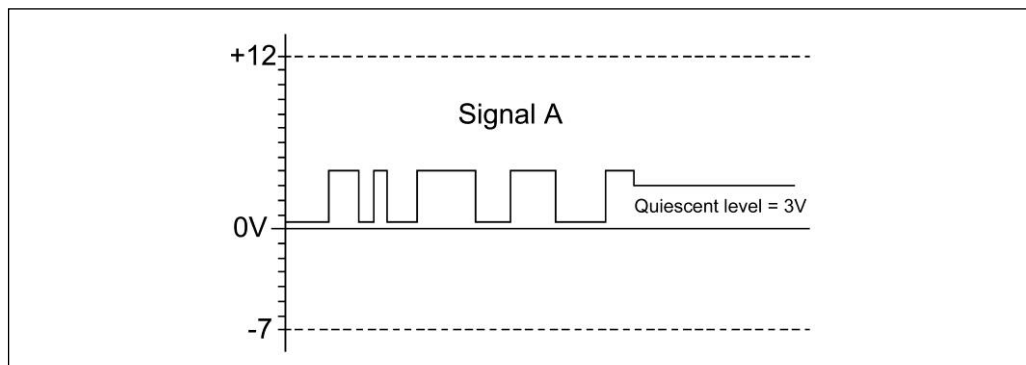 +12
Signal A
Quiescent level = 3V
0V
-7